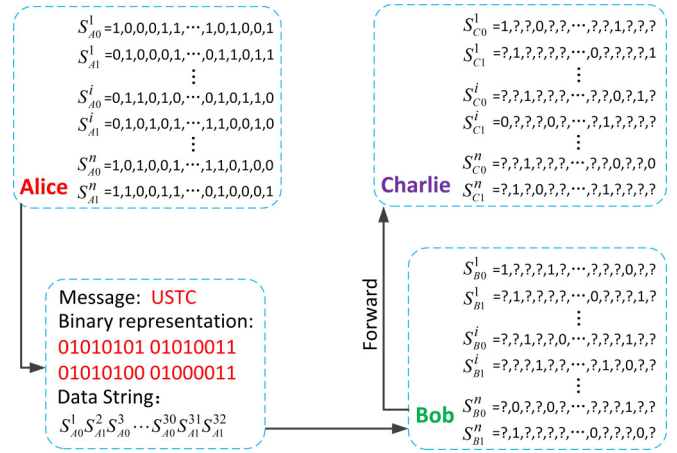 S_{A0}^{1}=1,0,0,0,1,1,⋯,1,0,1,0,0,1
S_{A1}^{1}=0,1,0,0,0,1,⋯,0,1,1,0,1,1
⋮
S_{A0}^{i}=0,1,1,0,1,0,⋯,0,1,0,1,1,0
S_{A1}^{i}=0,1,0,1,0,1,⋯,1,1,0,0,1,0
⋮
S_{A0}^{n}=1,0,1,0,0,1,⋯,1,1,0,1,0,0
S_{A1}^{n}=1,1,0,0,1,1,⋯,0,1,0,0,0,1
Alice
S_{C0}^{1}=1,?,?,0,?,?,⋯,?,?,1,?,?,?
S_{C1}^{1}=?,1,?,?,?,?,⋯,0,?,?,?,?,1
⋮
S_{C0}^{i}=?,?,1,?,?,?,⋯,?,?,0,?,1,?
S_{C1}^{i}=0,?,?,?,0,?,⋯,?,1,?,?,?,?
⋮
S_{C0}^{n}=?,?,1,?,?,?,⋯,?,?,0,?,?,0
S_{C1}^{n}=?,1,?,0,?,?,⋯,?,1,?,?,?,?
Charlie
Message: USTC
Binary representation:
01010101 01010011
01010100 01000011
Data String：
S_{A0}^{1}S_{A1}^{2}S_{A0}^{3}⋯S_{A0}^{30}S_{A1}^{31}S_{A1}^{32}
Forward
S_{B0}^{1}=1,?,?,?,1,?,⋯,?,?,?,0,?,?
S_{B1}^{1}=?,1,?,?,?,?,⋯,0,?,?,?,1,?
⋮
S_{B0}^{i}=?,?,1,?,?,0,⋯,?,?,?,1,?,?
S_{B1}^{i}=?,?,?,1,?,?,⋯,?,1,?,0,?,?
⋮
S_{B0}^{n}=?,0,?,?,0,?,⋯,?,?,?,1,?,?
S_{B1}^{n}=?,1,?,?,?,?,⋯,0,?,?,?,0,?
Bob